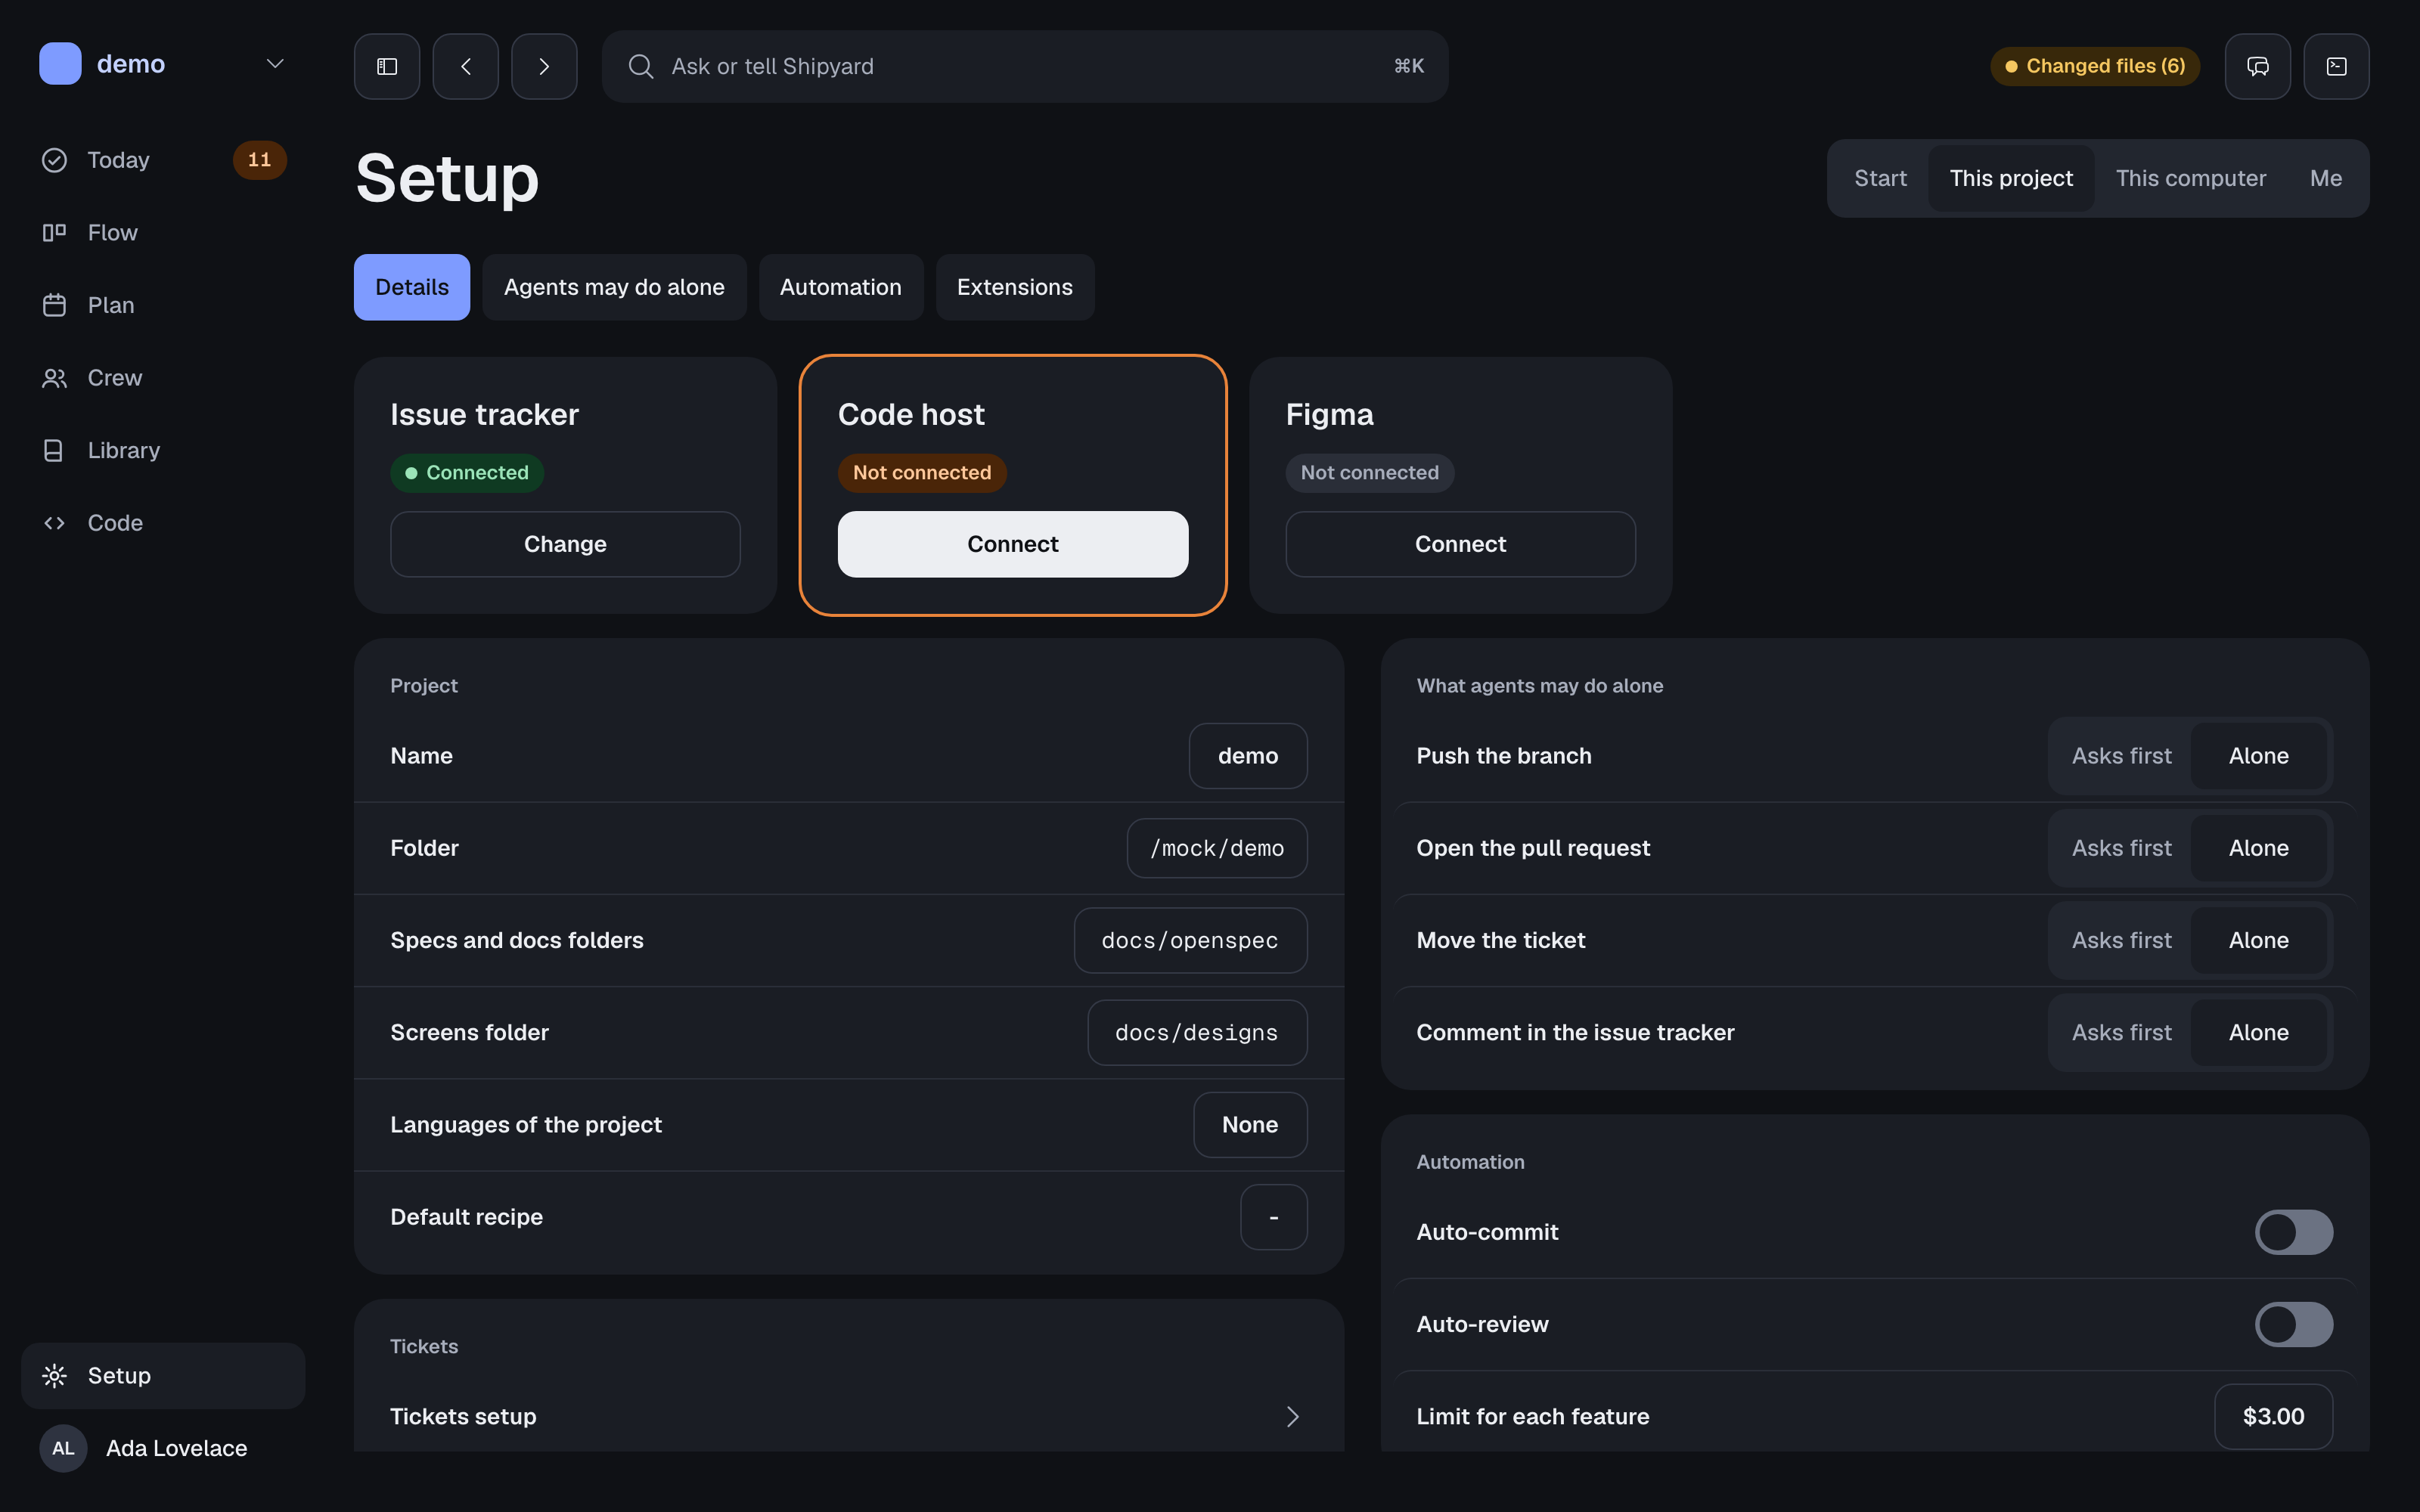 demo
Ask or tell Shipyard
⌘K
Changed files (6)
Today
11
Flow
Plan
Crew
Library
Code
Setup
Start
This project
This computer
Me
Details
Agents may do alone
Automation
Extensions
Issue tracker
Connected
Change
Code host
Not connected
Connect
Figma
Not connected
Connect
Project
Name
demo
Folder
/mock/demo
Specs and docs folders
docs/openspec
Screens folder
docs/designs
Languages of the project
None
Default recipe
-
Tickets
Tickets setup
What agents may do alone
Push the branch
Asks first
Alone
Open the pull request
Asks first
Alone
Move the ticket
Asks first
Alone
Comment in the issue tracker
Asks first
Alone
Automation
Auto-commit
Auto-review
Limit for each feature
$3.00
Setup
AL
Ada Lovelace